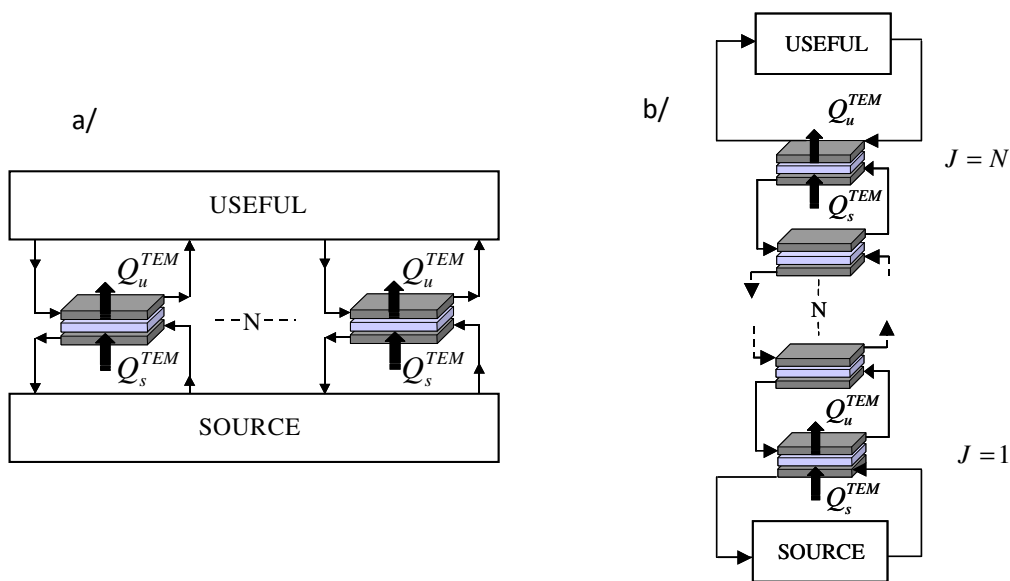 a/
USEFUL
Q_u^{TEM} Q_u^{TEM}
N
Q_s^{TEM} Q_s^{TEM}
SOURCE
b/
USEFUL
Q_u^{TEM}
J = N
Q_s^{TEM}
N
Q_u^{TEM}
J = 1
Q_s^{TEM}
SOURCE